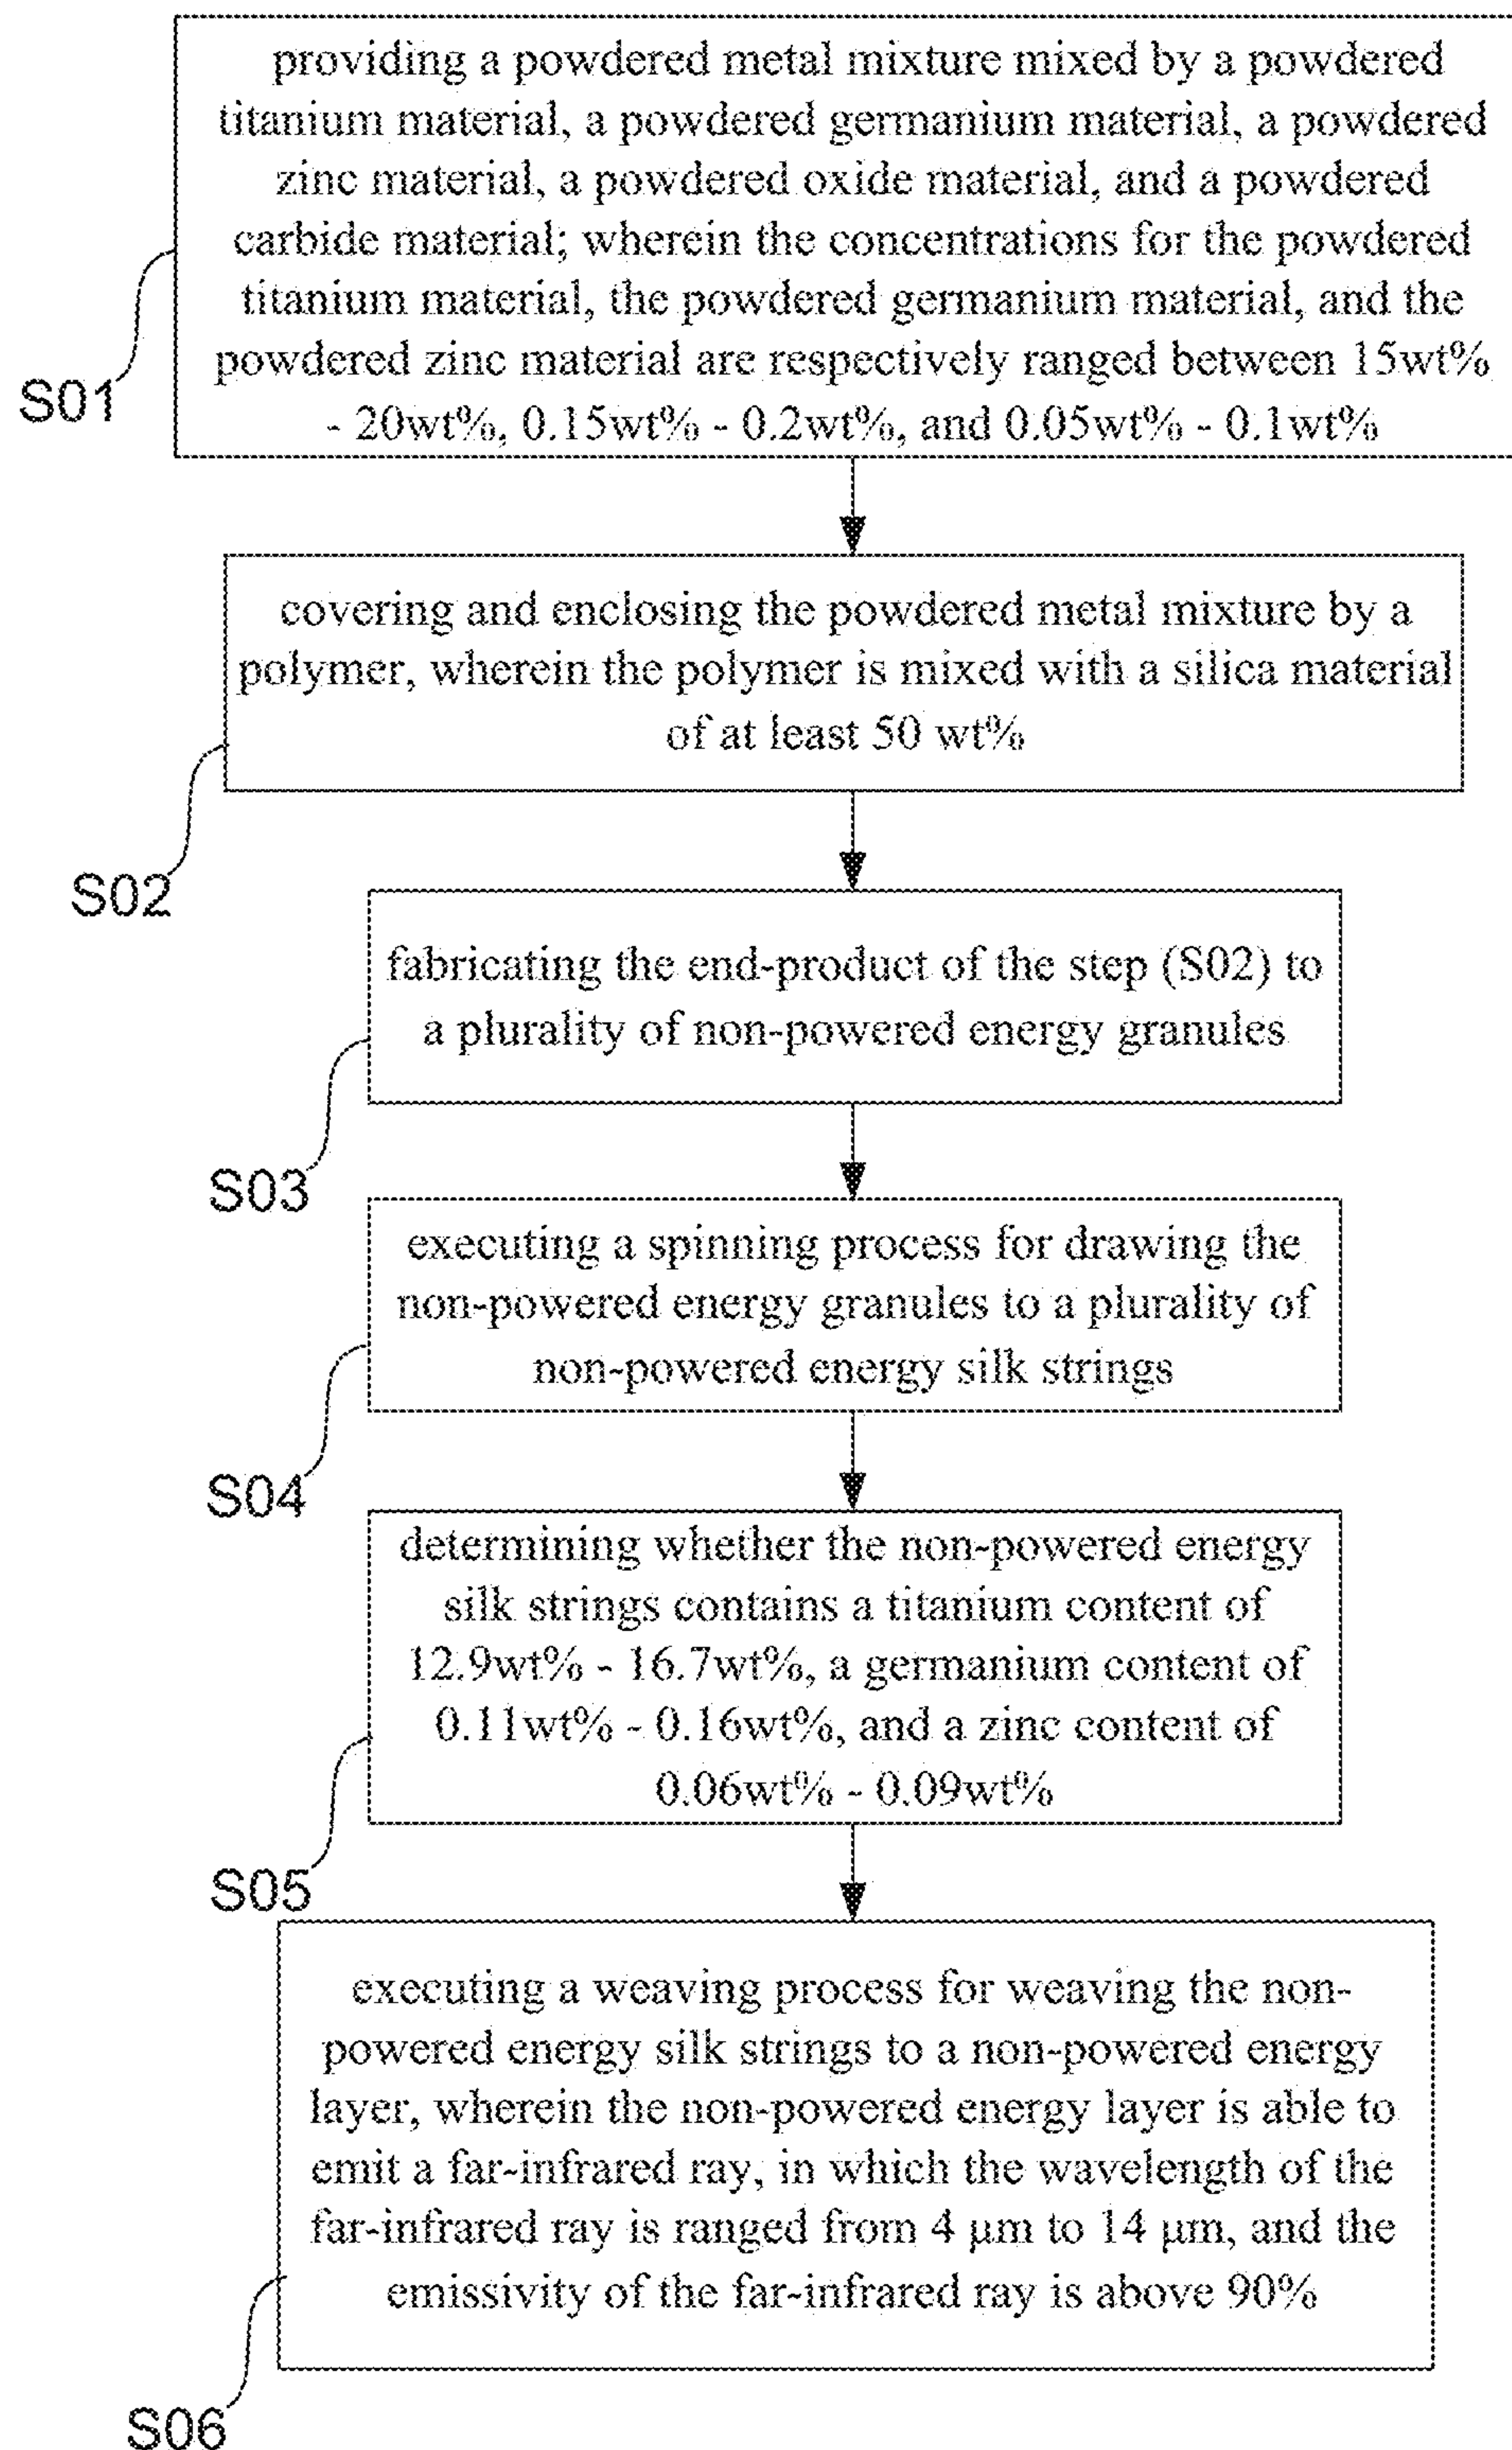 providing a powdered metal mixture mixed by a powdered
titanium material, a powdered germanium material, a powdered
zinc material, a powdered oxide material, and a powdered
carbide material; wherein the concentrations for the powdered
titanium material, the powdered germanium material, and the
powdered zinc material are respectively ranged between 15wt%
- 20wt%, 0.15wt% - 0.2wt%, and 0.05wt% - 0.1wt%
S01
covering and enclosing the powdered metal mixture by a
polymer, wherein the polymer is mixed with a silica material
of at least 50 wt%
S02
fabricating the end-product of the step (S02) to
a plurality of non-powered energy granules
S03
executing a spinning process for drawing the
non-powered energy granules to a plurality of
non-powered energy silk strings
S04
determining whether the non-powered energy
silk strings contains a titanium content of
12.9wt% - 16.7wt%, a germanium content of
0.11wt% - 0.16wt%, and a zinc content of
0.06wt% - 0.09wt%
S05
executing a weaving process for weaving the non-
powered energy silk strings to a non-powered energy
layer, wherein the non-powered energy layer is able to
emit a far-infrared ray, in which the wavelength of the
far-infrared ray is ranged from 4 μm to 14 μm, and the
emissivity of the far-infrared ray is above 90%
S06